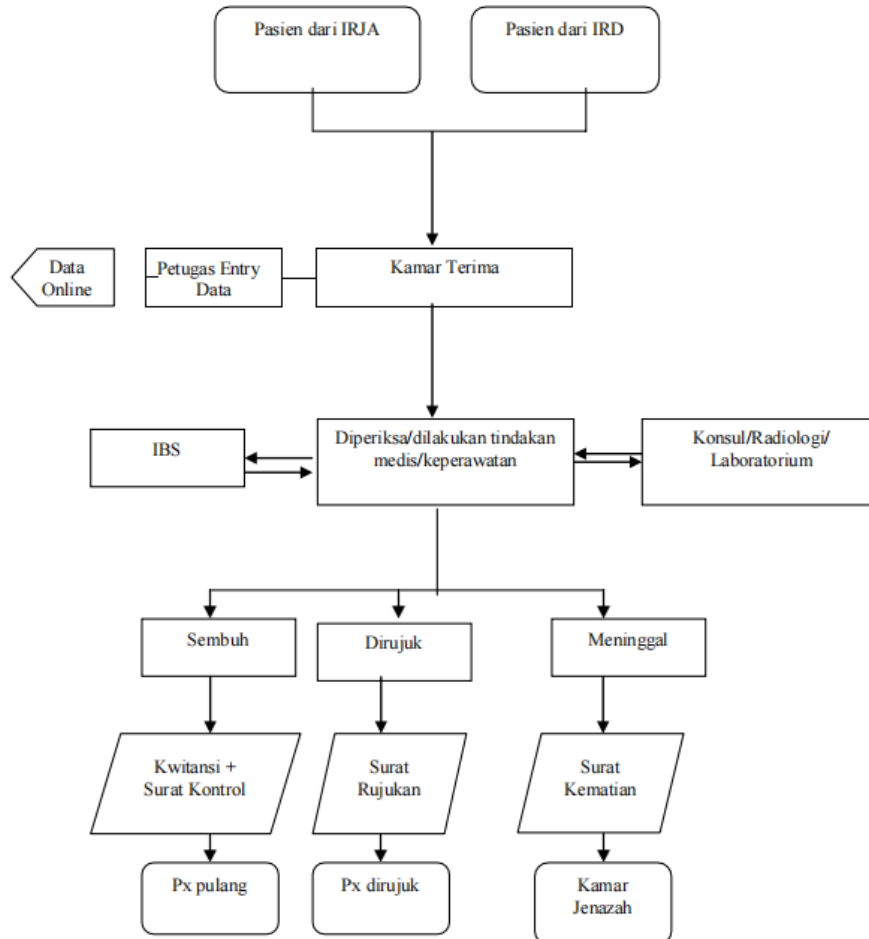 Pasien dari IRJA
Pasien dari IRD
Data
Online
Petugas Entry
Data
Kamar Terima
IBS
Diperiksa/dilakukan tindakan
medis/keperawatan
Konsul/Radiologi/
Laboratorium
Sembuh
Dirujuk
Meninggal
Kwitansi +
Surat Kontrol
Surat
Rujukan
Surat
Kematian
Px pulang
Px dirujuk
Kamar
Jenazah